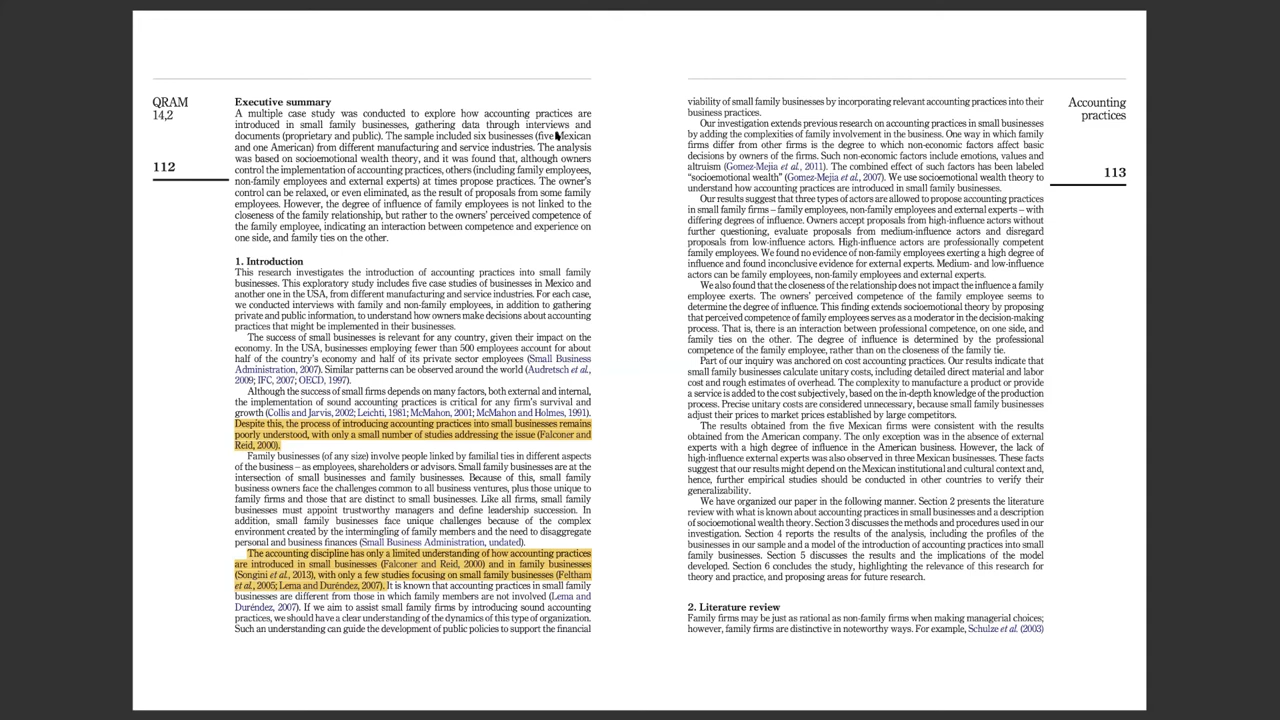 QRAM
14,2
112
Executive summary
A multiple case study was conducted to explore how accounting practices are
introduced in small family businesses, gathering data through interviews and
documents (proprietary and public). The sample included six businesses (five Mexican
and one American) from different manufacturing and service industries. The analysis
was based on socioemotional wealth theory, and it was found that, although owners
control the implementation of accounting practices, others (including family employees,
non-family employees and external experts) at times propose practices. The owner's
control can be relaxed, or even eliminated, as the result of proposals from some family
employees. However, the degree of influence of family employees is not linked to the
closeness of the family relationship, but rather to the owners' perceived competence of
the family employee, indicating an interaction between competence and experience on
one side, and family ties on the other.
1. Introduction
This research investigates the introduction of accounting practices into small family
businesses. This exploratory study includes five case studies of businesses in Mexico and
another one in the USA, from different manufacturing and service industries. For each case,
we conducted interviews with family and non-family employees, in addition to gathering
private and public information, to understand how owners make decisions about accounting
practices that might be implemented in their businesses.
The success of small businesses is relevant for any country, given their impact on the
economy. In the USA, businesses employing fewer than 500 employees account for about
half of the country's economy and half of its private sector employees (Small Business
Administration, 2007). Similar patterns can be observed around the world (Audretsch et al.,
2009; IFC, 2007; OECD, 1997).
Although the success of small firms depends on many factors, both external and internal,
the implementation of sound accounting practices is critical for any firm's survival and
growth (Collis and Jarvis, 2002; Leichti, 1981; McMahon, 2001; McMahon and Holmes, 1991).
Despite this, the process of introducing accounting practices into small businesses remains
poorly understood, with only a small number of studies addressing the issue (Falconer and
Reid, 2000).
Family businesses (of any size) involve people linked by familial ties in different aspects
of the business – as employees, shareholders or advisors. Small family businesses are at the
intersection of small businesses and family businesses. Because of this, small family
business owners face the challenges common to all business ventures, plus those unique to
family firms and those that are distinct to small businesses. Like all firms, small family
businesses must appoint trustworthy managers and define leadership succession. In
addition, small family businesses face unique challenges because of the complex
environment created by the intermingling of family members and the need to disaggregate
personal and business finances (Small Business Administration, undated).
The accounting discipline has only a limited understanding of how accounting practices
are introduced in small businesses (Falconer and Reid, 2000) and in family businesses
(Songini et al., 2013), with only a few studies focusing on small family businesses (Feltham
et al., 2005; Lema and Duréndez, 2007). It is known that accounting practices in small family
businesses are different from those in which family members are not involved (Lema and
Duréndez, 2007). If we aim to assist small family firms by introducing sound accounting
practices, we should have a clear understanding of the dynamics of this type of organization.
Such an understanding can guide the development of public policies to support the financial
viability of small family businesses by incorporating relevant accounting practices into their
business practices.
Our investigation extends previous research on accounting practices in small businesses
by adding the complexities of family involvement in the business. One way in which family
firms differ from other firms is the degree to which non-economic factors affect basic
decisions by owners of the firms. Such non-economic factors include emotions, values and
altruism (Gomez-Mejia et al., 2011). The combined effect of such factors has been labeled
“socioemotional wealth” (Gomez-Mejia et al., 2007). We use socioemotional wealth theory to
understand how accounting practices are introduced in small family businesses.
Our results suggest that three types of actors are allowed to propose accounting practices
in small family firms – family employees, non-family employees and external experts – with
differing degrees of influence. Owners accept proposals from high-influence actors without
further questioning, evaluate proposals from medium-influence actors and disregard
proposals from low-influence actors. High-influence actors are professionally competent
family employees. We found no evidence of non-family employees exerting a high degree of
influence and found inconclusive evidence for external experts. Medium- and low-influence
actors can be family employees, non-family employees and external experts.
We also found that the closeness of the relationship does not impact the influence a family
employee exerts. The owners' perceived competence of the family employee seems to
determine the degree of influence. This finding extends socioemotional theory by proposing
that perceived competence of family employees serves as a moderator in the decision-making
process. That is, there is an interaction between professional competence, on one side, and
family ties on the other. The degree of influence is determined by the professional
competence of the family employee, rather than on the closeness of the family tie.
Part of our inquiry was anchored on cost accounting practices. Our results indicate that
small family businesses calculate unitary costs, including detailed direct material and labor
cost and rough estimates of overhead. The complexity to manufacture a product or provide
a service is added to the cost subjectively, based on the in-depth knowledge of the production
process. Precise unitary costs are considered unnecessary, because small family businesses
adjust their prices to market prices established by large competitors.
The results obtained from the five Mexican firms were consistent with the results
obtained from the American company. The only exception was in the absence of external
experts with a high degree of influence in the American business. However, the lack of
high-influence external experts was also observed in three Mexican businesses. These facts
suggest that our results might depend on the Mexican institutional and cultural context and,
hence, further empirical studies should be conducted in other countries to verify their
generalizability.
We have organized our paper in the following manner. Section 2 presents the literature
review with what is known about accounting practices in small businesses and a description
of socioemotional wealth theory. Section 3 discusses the methods and procedures used in our
investigation. Section 4 reports the results of the analysis, including the profiles of the
businesses in our sample and a model of the introduction of accounting practices into small
family businesses. Section 5 discusses the results and the implications of the model
developed. Section 6 concludes the study, highlighting the relevance of this research for
theory and practice, and proposing areas for future research.
2. Literature review
Family firms may be just as rational as non-family firms when making managerial choices;
however, family firms are distinctive in noteworthy ways. For example, Schulze et al. (2003)
Accounting
practices
113